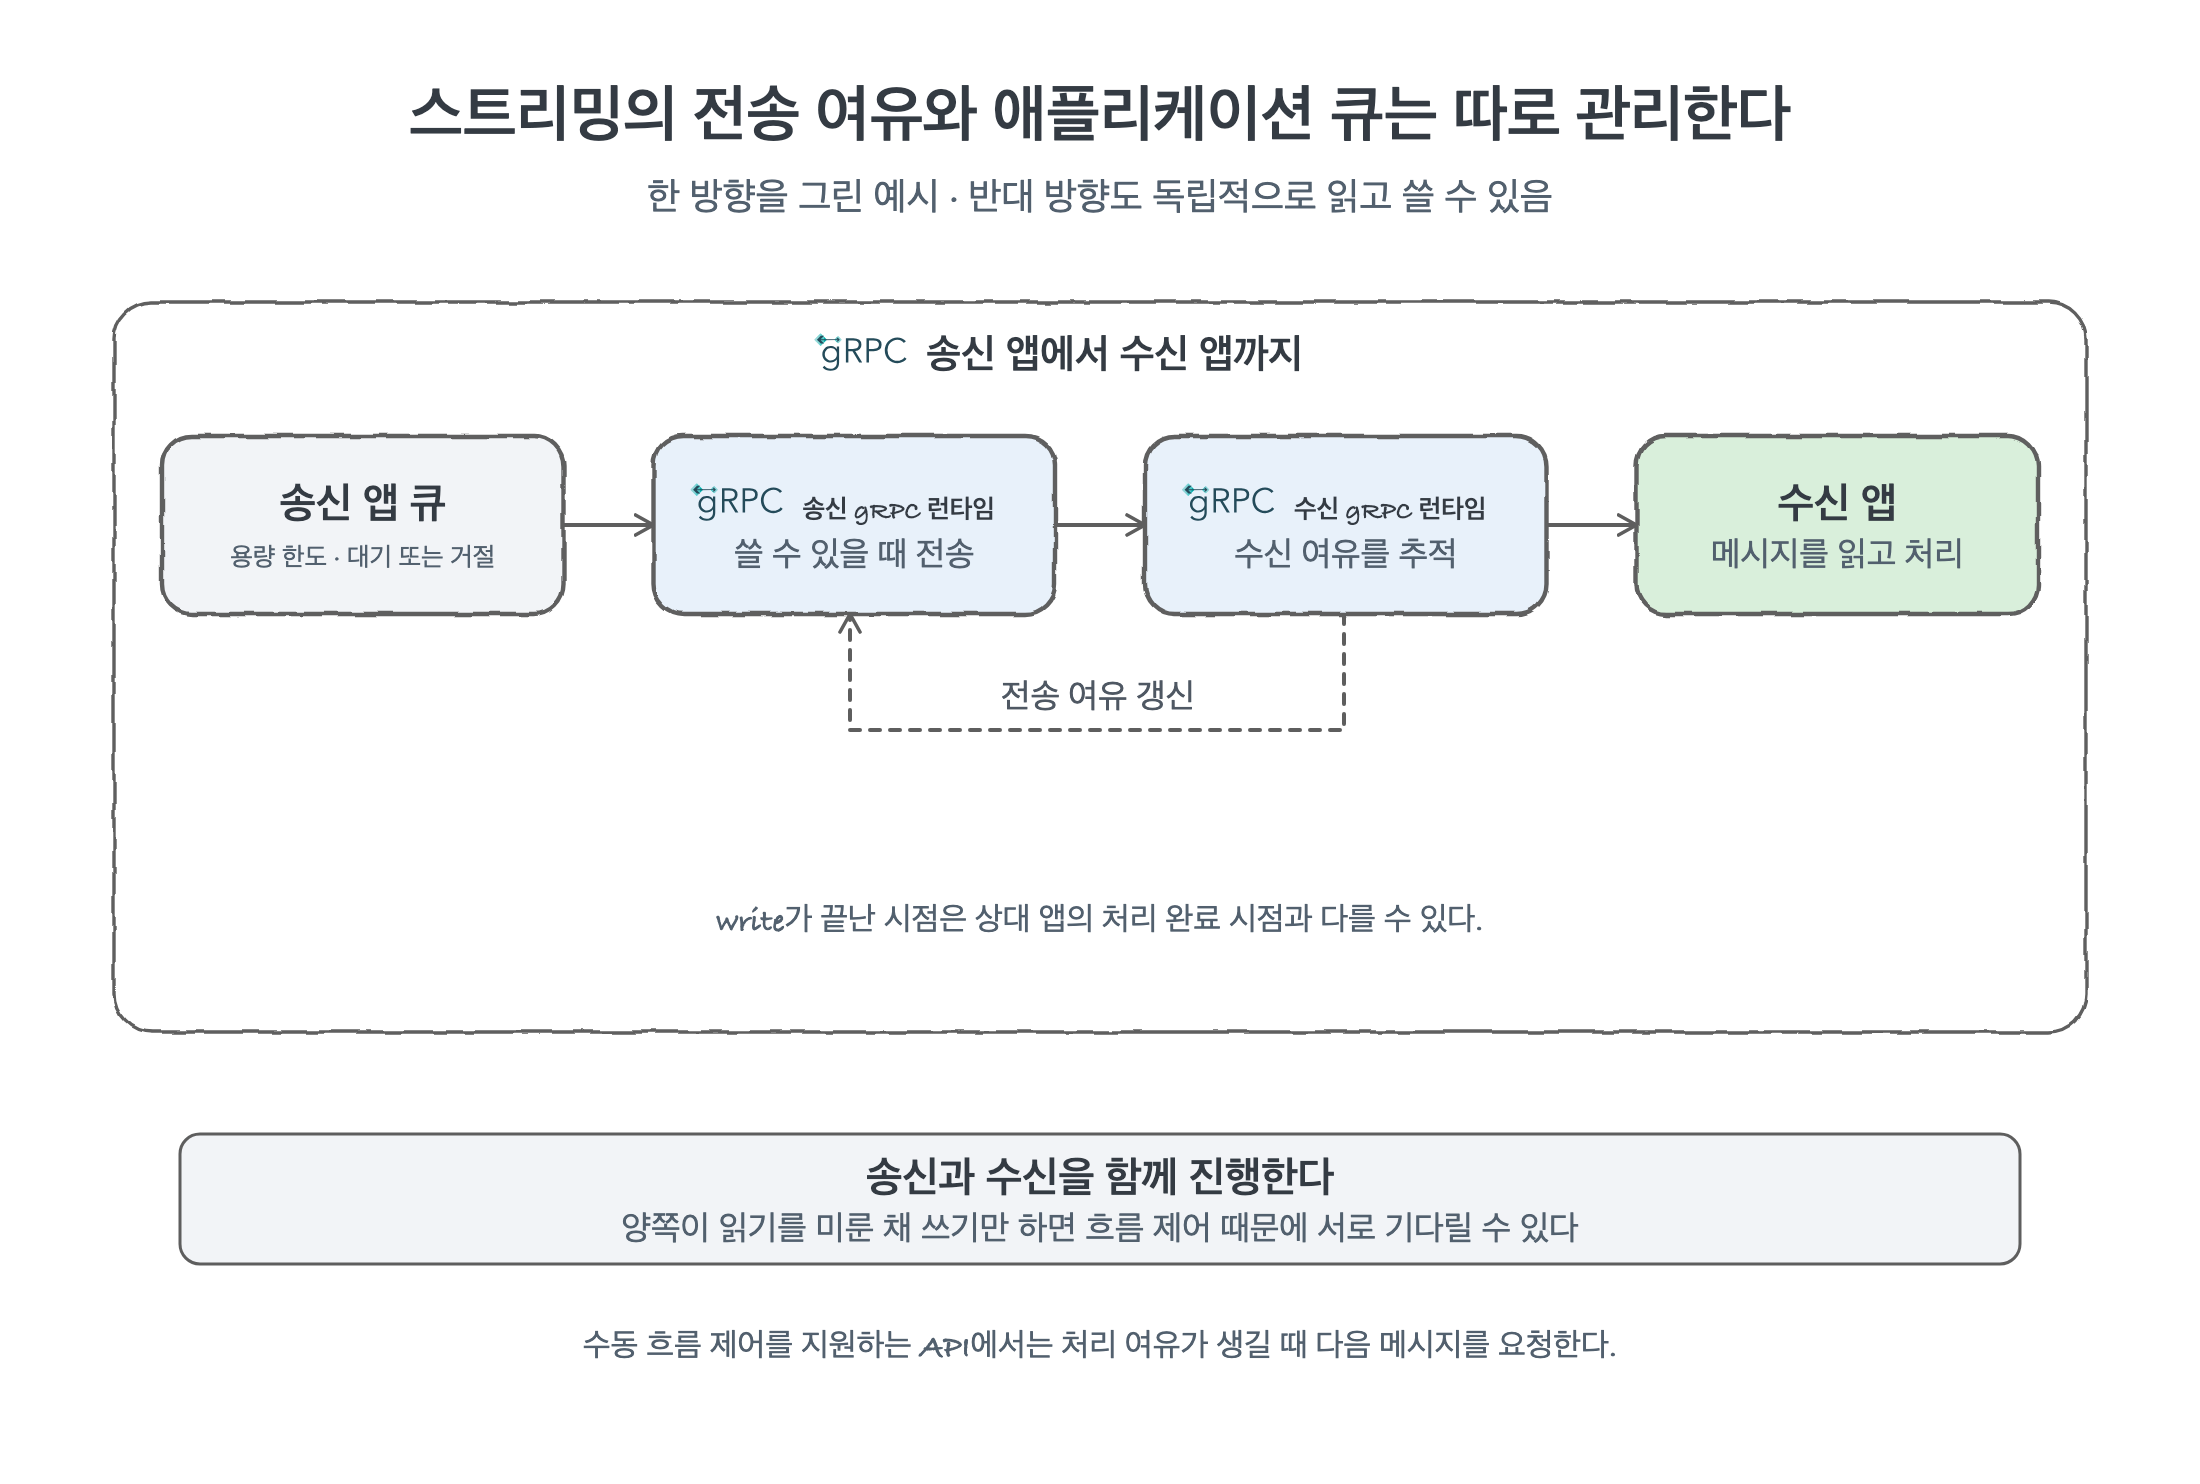 스트리밍의 전송 여유와 애플리케이션 큐는 따로 관리한다
한 방향을 그린 예시 · 반대 방향도 독립적으로 읽고 쓸 수 있음
gRPC 송신 앱에서 수신 앱까지
송신 앱 큐
용량 한도 · 대기 또는 거절
gRPC 송신 gRPC 런타임
쓸 수 있을 때 전송
gRPC 수신 gRPC 런타임
수신 여유를 추적
수신 앱
메시지를 읽고 처리
전송 여유 갱신
write가 끝난 시점은 상대 앱의 처리 완료 시점과 다를 수 있다.
송신과 수신을 함께 진행한다
양쪽이 읽기를 미룬 채 쓰기만 하면 흐름 제어 때문에 서로 기다릴 수 있다
수동 흐름 제어를 지원하는 API에서는 처리 여유가 생길 때 다음 메시지를 요청한다.